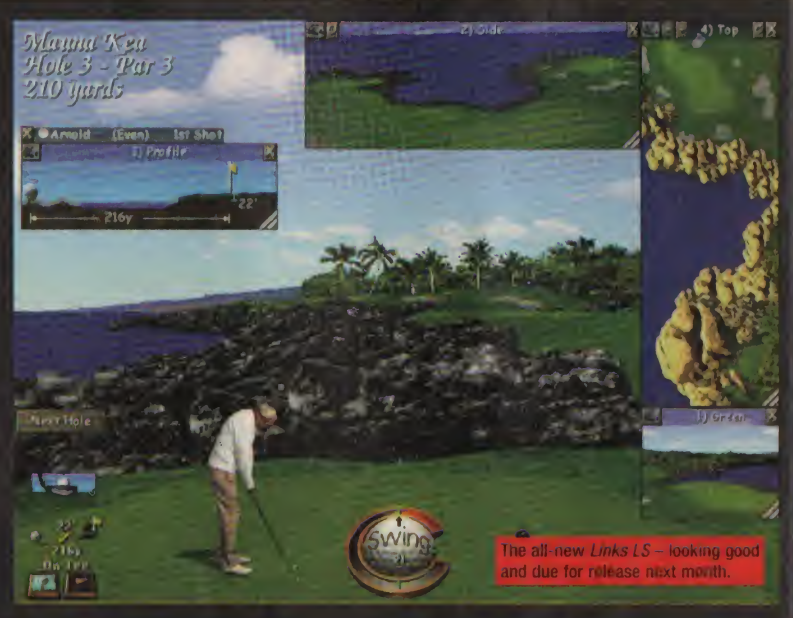 Mauna Kea
Hole 3 - Par 3
210 yards
2) Side
4) Top
Arnold (Even) 1st Shot
3) Profile
22'
216y
Next Hole
1) Green
22'
216y
On Tee
Swing
The all-new Links LS – looking good
and due for release next month.